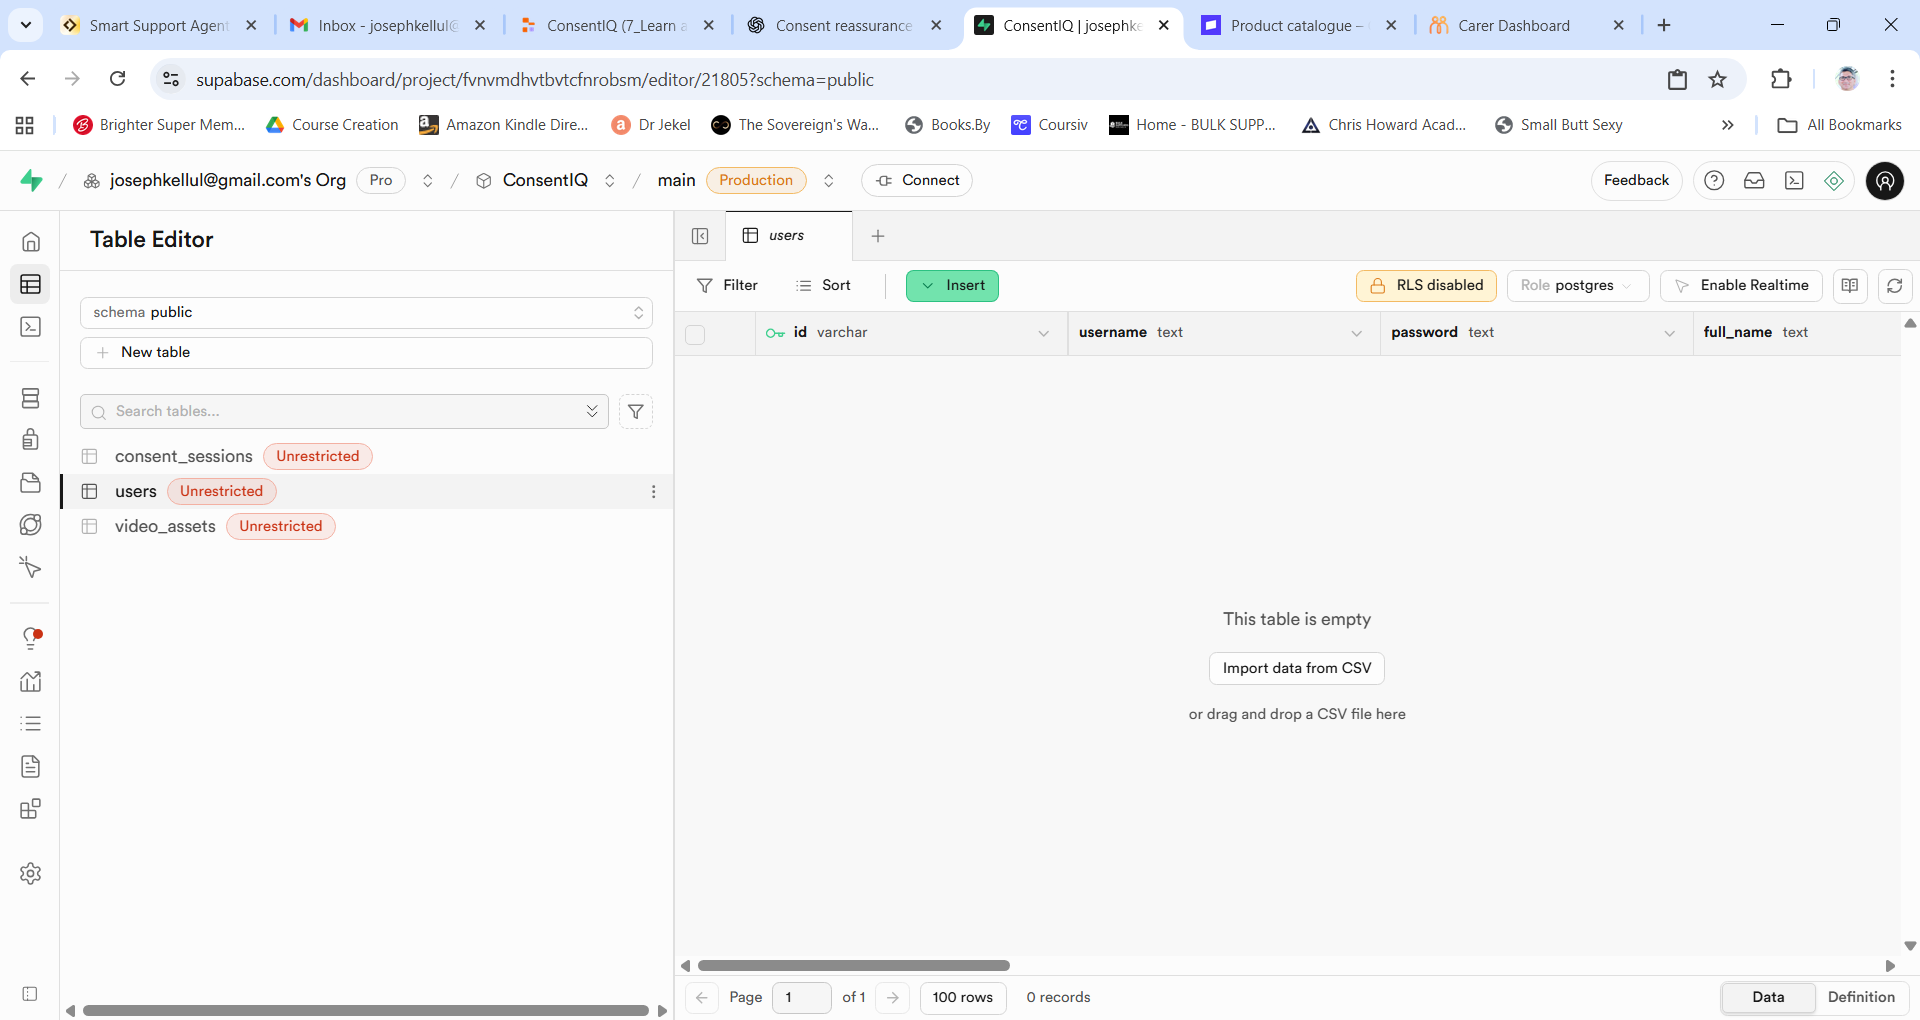 Smart Support Agent
Inbox - josephkellul@
ConsentIQ (7_Learn a
Consent reassurance
ConsentIQ | josephke
Product catalogue –
Carer Dashboard
supabase.com/dashboard/project/fvnvmdhvtbvtcfnrobsm/editor/21805?schema=public
Brighter Super Mem...
Course Creation
Amazon Kindle Dire...
Dr Jekel
The Sovereign's Wa...
Books.By
Coursiv
Home - BULK SUPP...
Chris Howard Acad...
Small Butt Sexy
All Bookmarks
josephkellul@gmail.com's Org
Pro
ConsentIQ
main
Production
Connect
Feedback
Table Editor
schema public
New table
Search tables...
consent_sessions Unrestricted
users Unrestricted
video_assets Unrestricted
users
Filter
Sort
Insert
RLS disabled
Role postgres
Enable Realtime
id varchar
username text
password text
full_name text
This table is empty
Import data from CSV
or drag and drop a CSV file here
Page 1 of 1
100 rows
0 records
Data
Definition